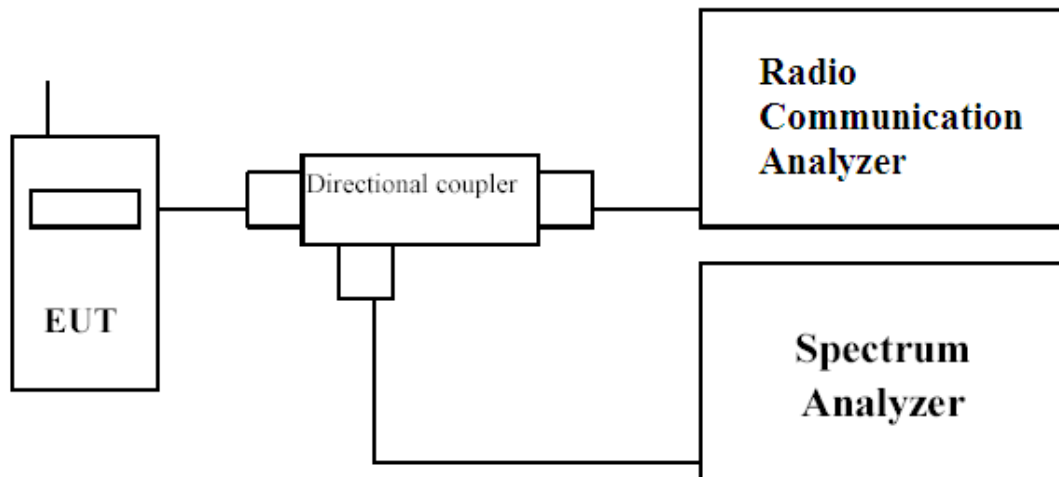 Radio
Communication
Analyzer
Directional coupler
EUT
Spectrum
Analyzer